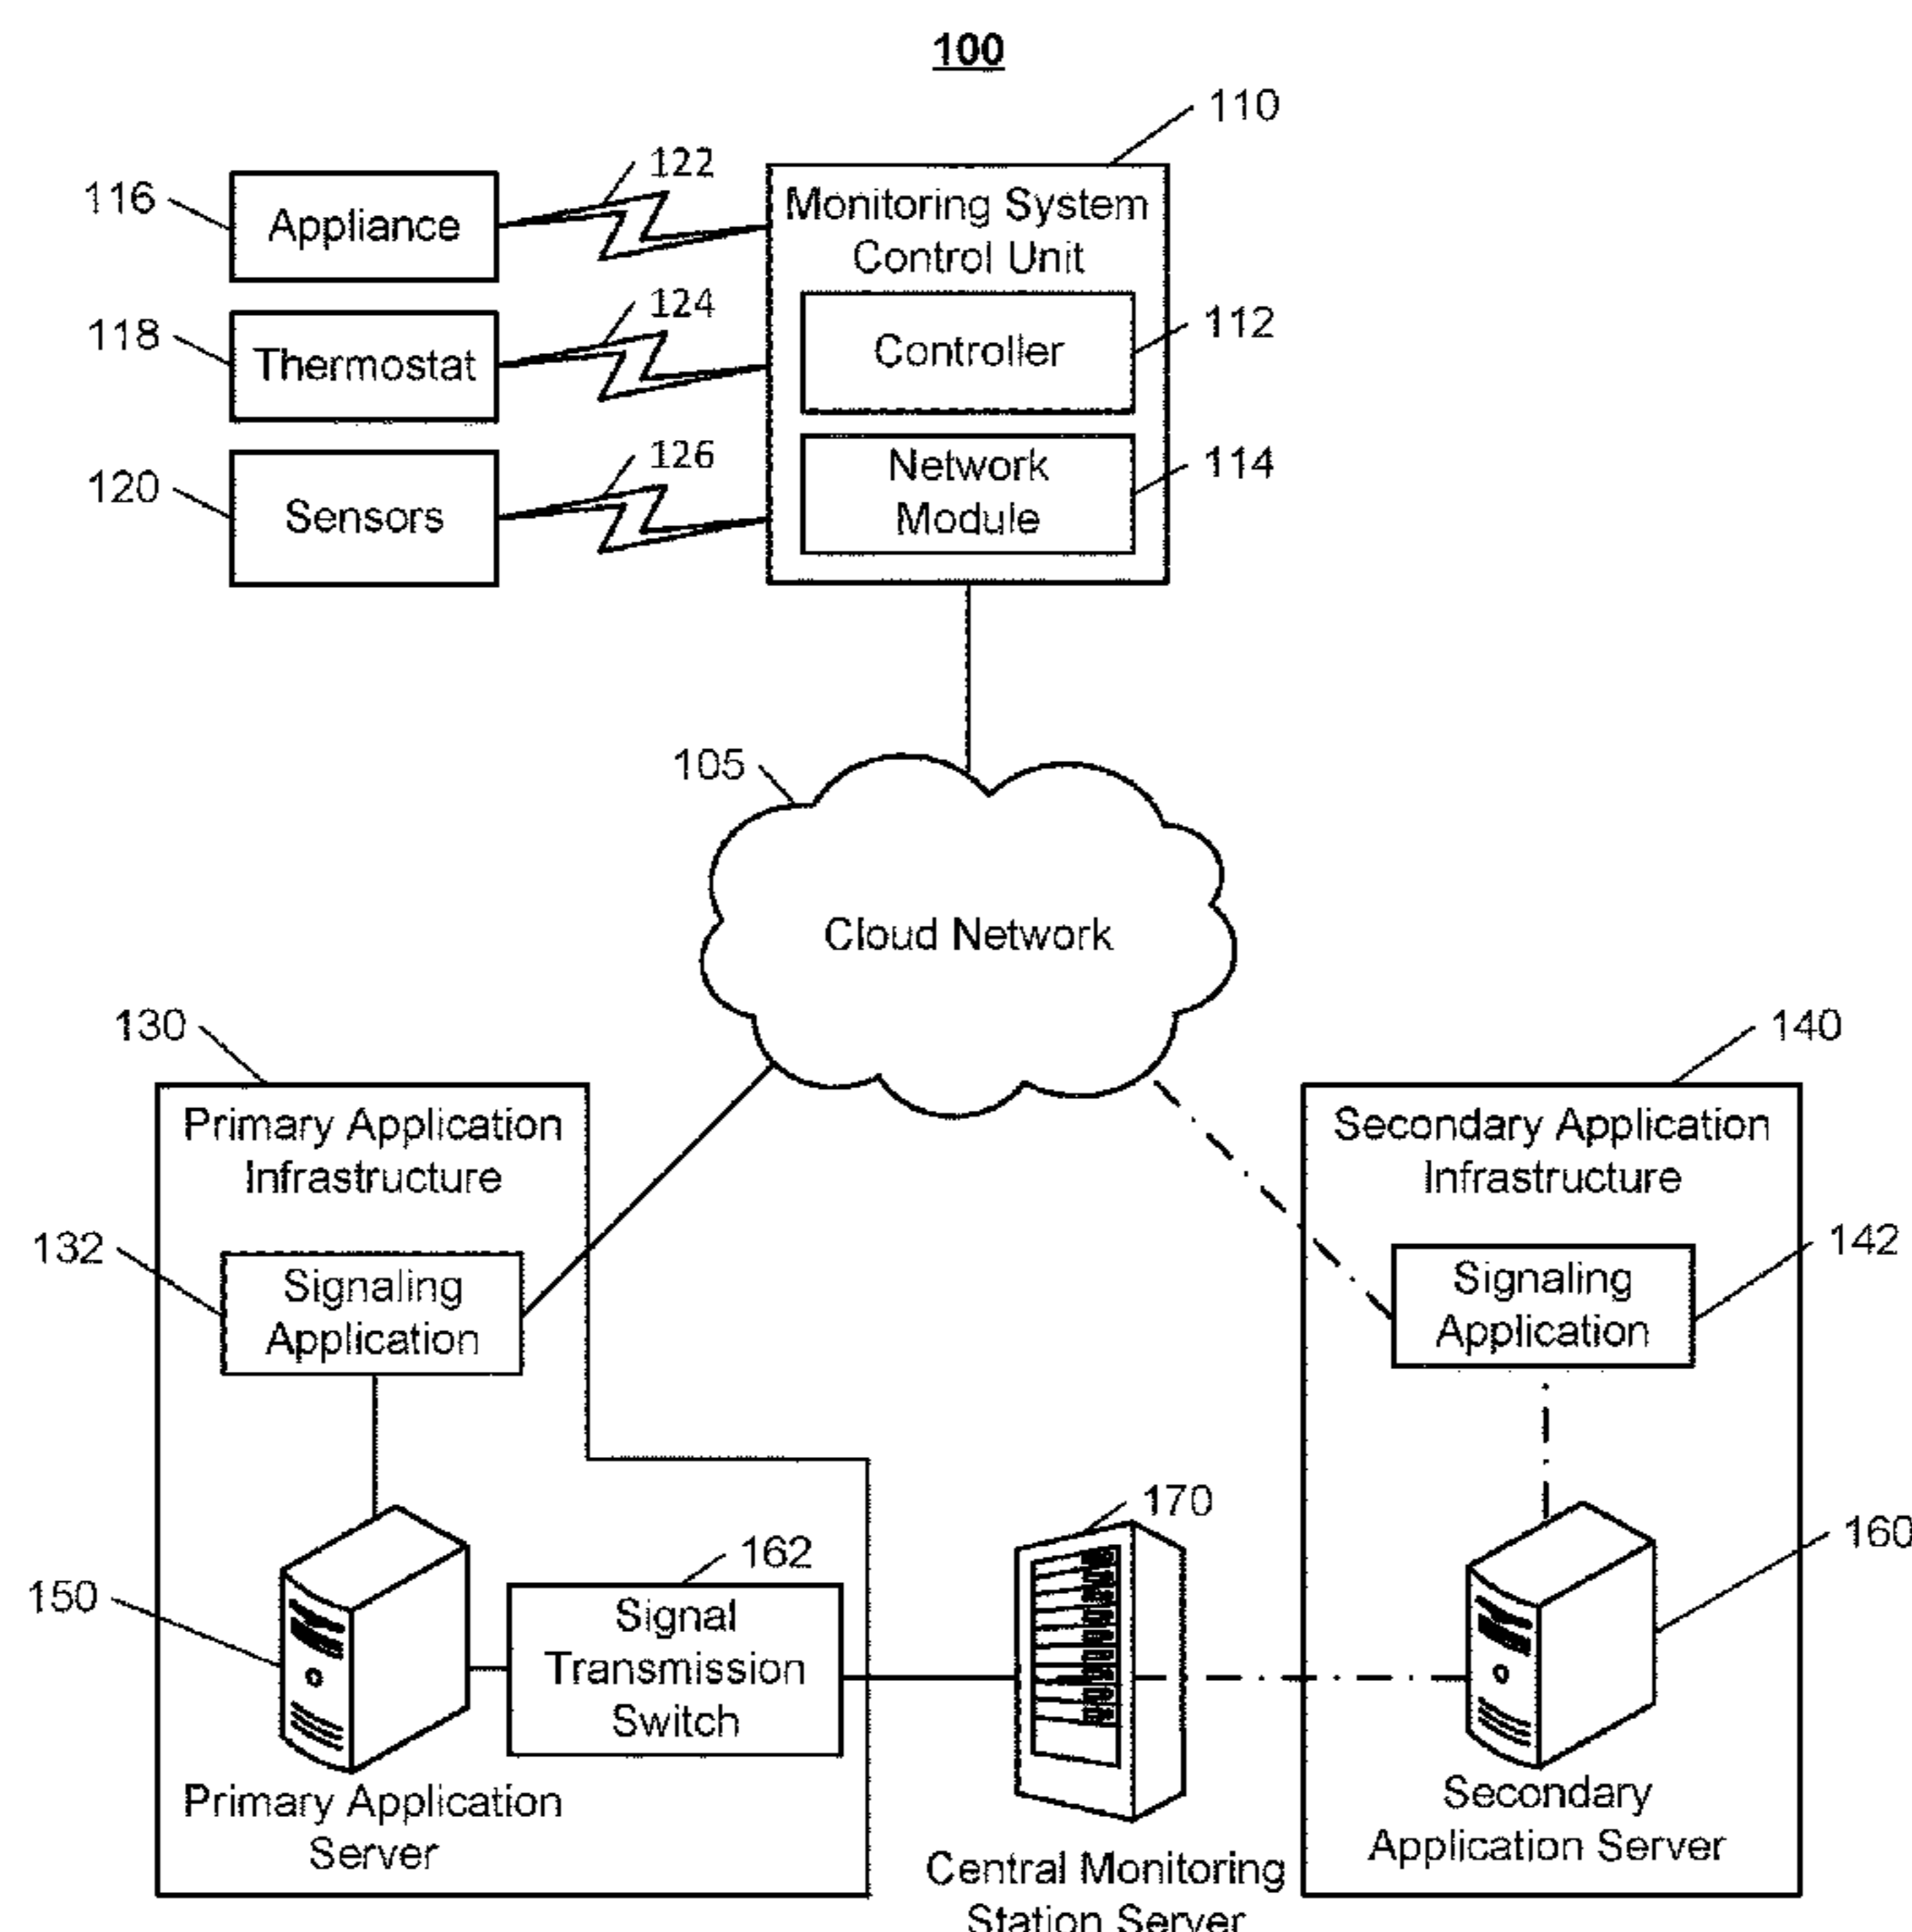 100
110
122
116
Appliance
Monitoring System
Control Unit
124
118
Thermostat
112
Controller
126
120
Sensors
114
Network
Module
105
Cloud Network
130
140
Primary Application
Infrastructure
Secondary Application
Infrastructure
132
Signaling
Application
142
Signaling
Application
170
160
162
150
Signal
Transmission
Switch
Primary Application
Server
Secondary
Application Server
Central Monitoring
Station Server